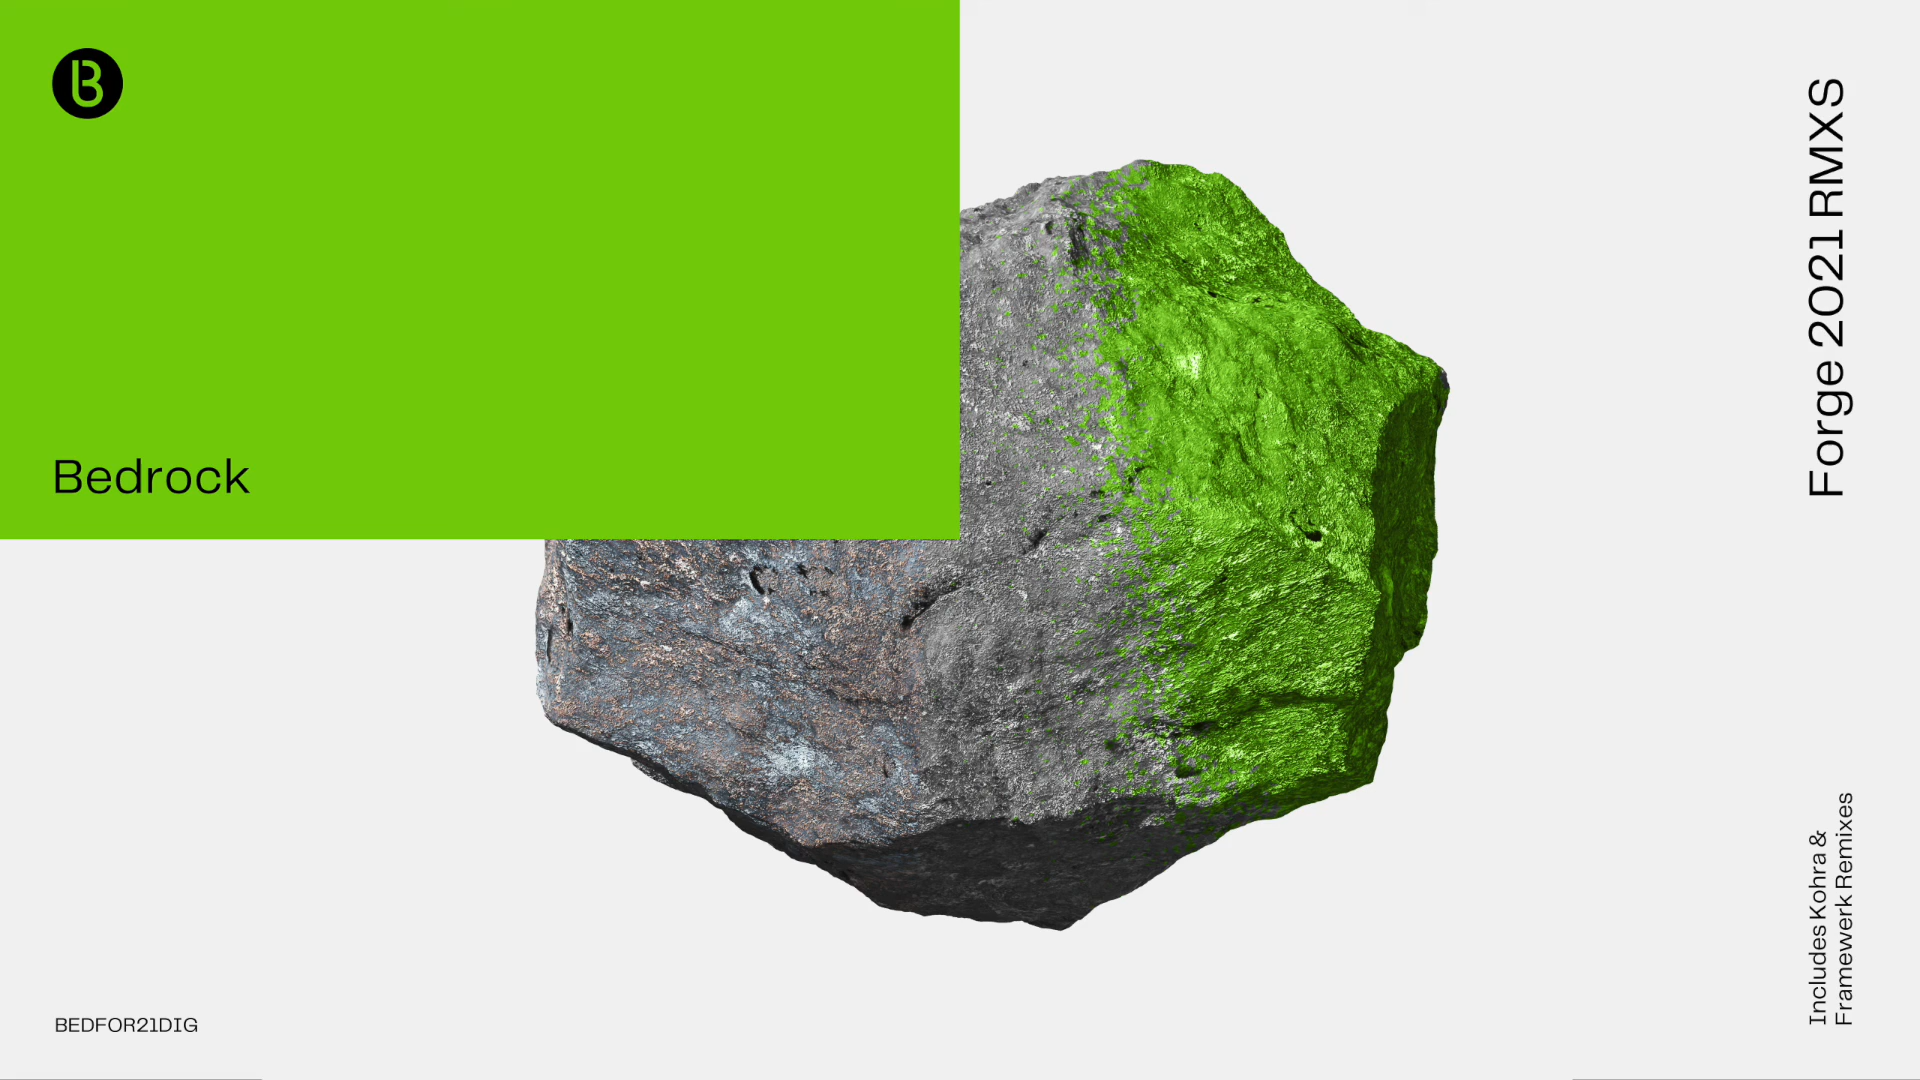 B
Bedrock
Forge 2021 RMXS
Includes Kohra &
Framewerk Remixes
BEDFOR21DIG